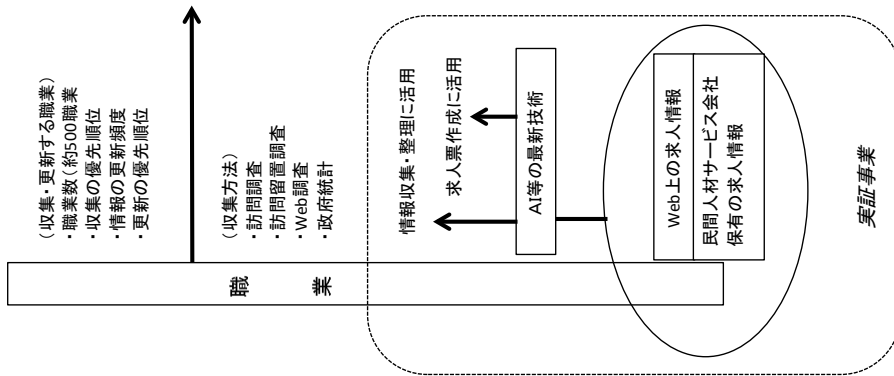 (収集・更新する職業)
・職業数(約500職業)
・収集の優先順位
・情報の更新頻度
・更新の優先順位
(収集方法)
・訪問調査
・訪問留置調査
・Web調査
・政府統計
職業
情報収集・整理に活用
求人票作成に活用
AI等の最新技術
Web上の求人情報
民間人材サービス会社
保有の求人情報
実証事業